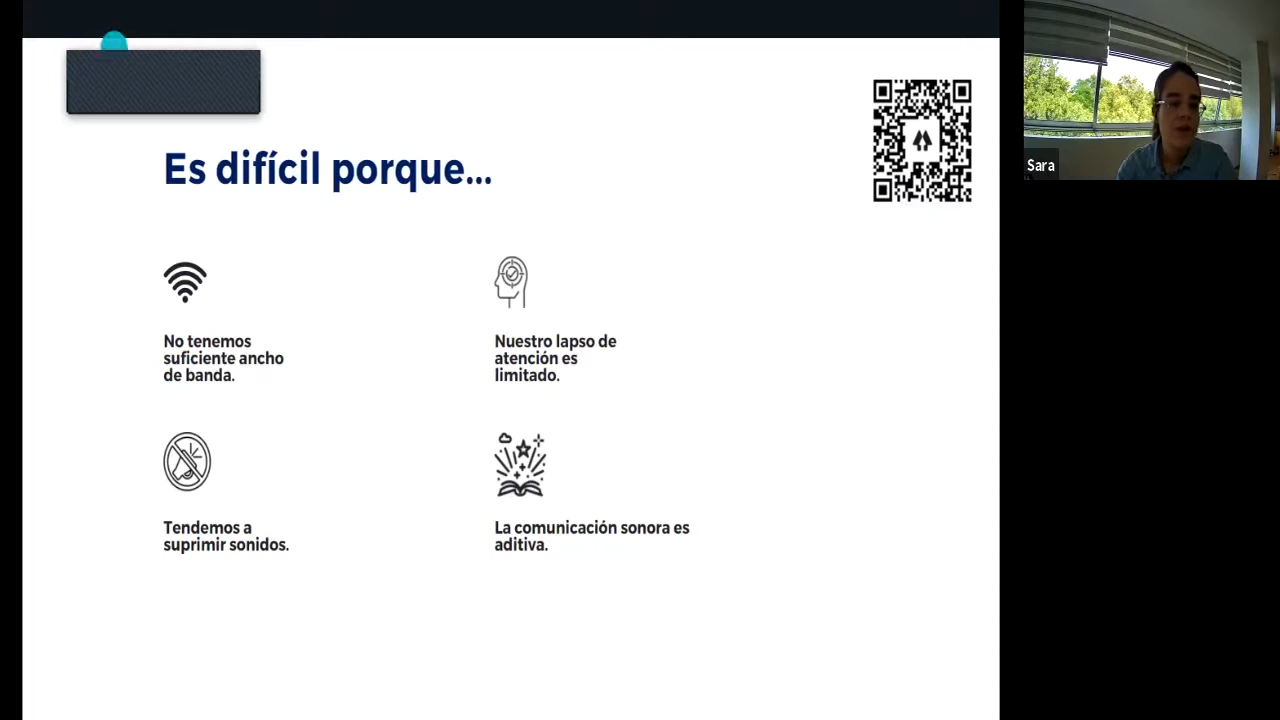 Es difícil porque...
No tenemos
suficiente ancho
de banda.
Nuestro lapso de
atención es
limitado.
Tendemos a
suprimir sonidos.
La comunicación sonora es
aditiva.
Sara